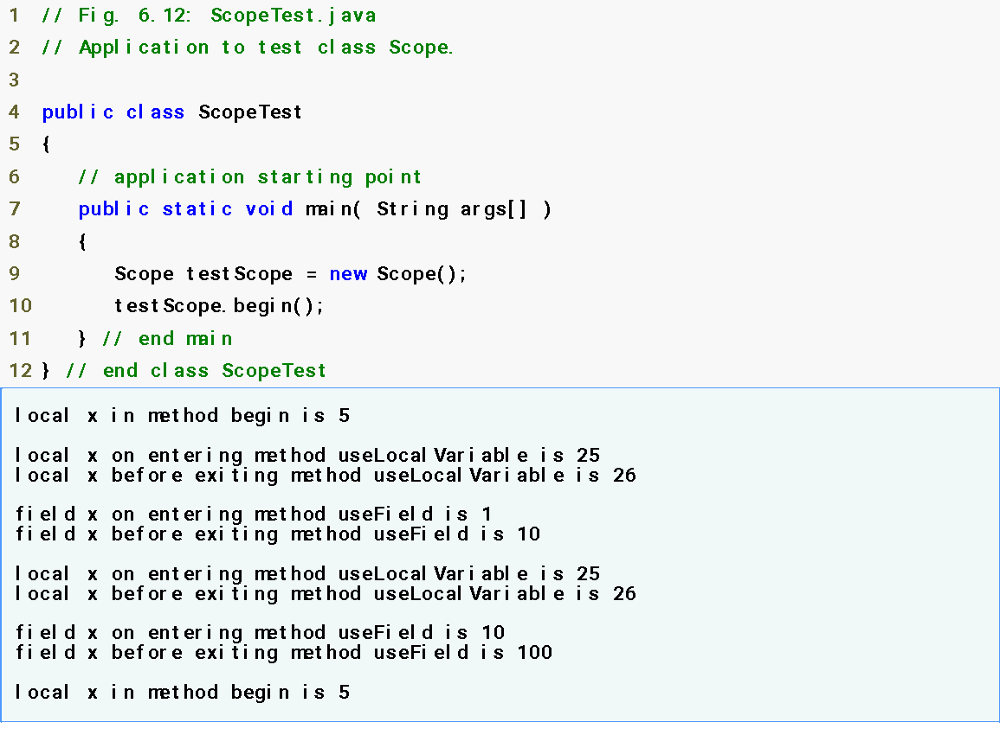 1 // Fig. 6.12: ScopeTest.java
2 // Application to test class Scope.
3
4 public class ScopeTest
5 {
6 // application starting point
7 public static void main( String args[] )
8 {
9 Scope testScope = new Scope();
10 testScope.begin();
11 } // end main
12 } // end class ScopeTest
local x in method begin is 5
local x on entering method useLocalVariable is 25
local x before exiting method useLocalVariable is 26
field x on entering method useField is 1
field x before exiting method useField is 10
local x on entering method useLocalVariable is 25
local x before exiting method useLocalVariable is 26
field x on entering method useField is 10
field x before exiting method useField is 100
local x in method begin is 5